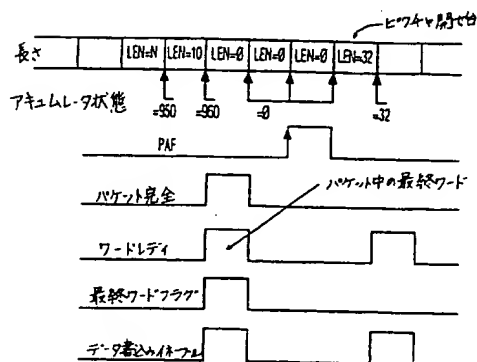 ピクチャ開始
長さ LEN=N LEN=10 LEN=0 LEN=0 LEN=0 LEN=32
アキュムレータ状態 =950 =960 =0 =32
PAF
パケット完全
パケット中の最終ワード
ワードレディ
最終ワードフラグ
データ書込みイネーブル